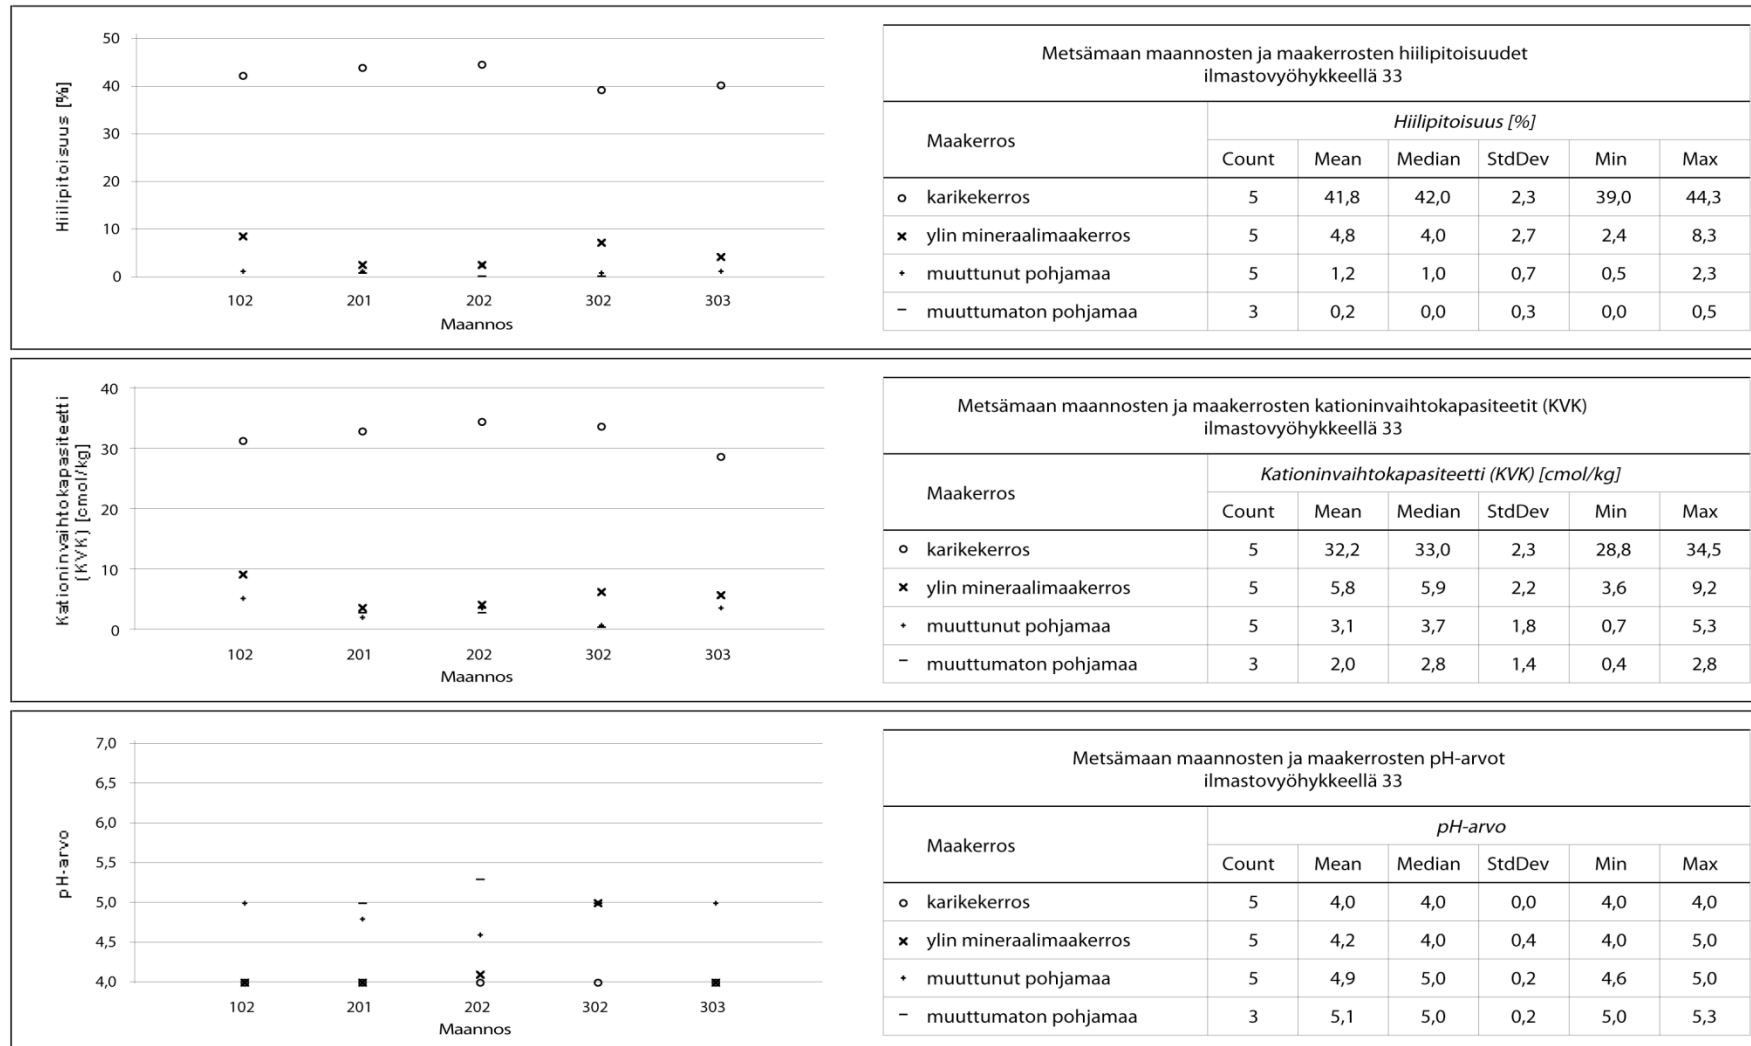 50
40
30
20
10
0
Hiilipitoisuus [%]
102 201 202 302 303
Maannos
Metsämaan maannosten ja maakerrosten hiilipitoisuudet
ilmastovyöhykkeellä 33
Maakerros
Hiilipitoisuus [%]
Count Mean Median StdDev Min Max
karikekerros 5 41,8 42,0 2,3 39,0 44,3
ylin mineraalimaakerros 5 4,8 4,0 2,7 2,4 8,3
muuttunut pohjamaa 5 1,2 1,0 0,7 0,5 2,3
muuttumaton pohjamaa 3 0,2 0,0 0,3 0,0 0,5
40
30
20
10
0
Kationinvaihtokapasiteetti
(KVK) [cmol/kg]
102 201 202 302 303
Maannos
Metsämaan maannosten ja maakerrosten kationinvaihtokapasiteetit (KVK)
ilmastovyöhykkeellä 33
Maakerros
Kationinvaihtokapasiteetti (KVK) [cmol/kg]
Count Mean Median StdDev Min Max
karikekerros 5 32,2 33,0 2,3 28,8 34,5
ylin mineraalimaakerros 5 5,8 5,9 2,2 3,6 9,2
muuttunut pohjamaa 5 3,1 3,7 1,8 0,7 5,3
muuttumaton pohjamaa 3 2,0 2,8 1,4 0,4 2,8
7,0
6,5
6,0
5,5
5,0
4,5
4,0
pH-arvo
102 201 202 302 303
Maannos
Metsämaan maannosten ja maakerrosten pH-arvot
ilmastovyöhykkeellä 33
Maakerros
pH-arvo
Count Mean Median StdDev Min Max
karikekerros 5 4,0 4,0 0,0 4,0 4,0
ylin mineraalimaakerros 5 4,2 4,0 0,4 4,0 5,0
muuttunut pohjamaa 5 4,9 5,0 0,2 4,6 5,0
muuttumaton pohjamaa 3 5,1 5,0 0,2 5,0 5,3